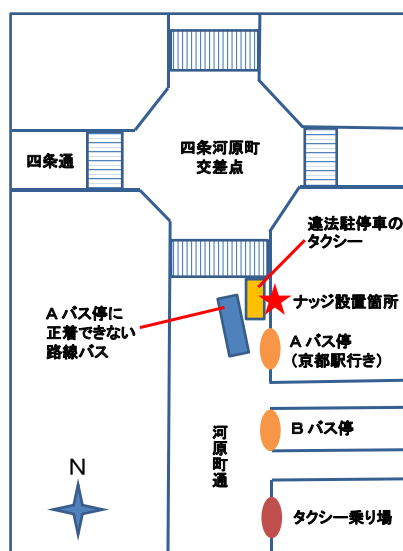 四条通
四条河原町
交差点
違法駐停車の
タクシー
ナッジ設置箇所
Aバス停に
正着できない
路線バス
Aバス停
(京都駅行き)
Bバス停
河原町通
N
タクシー乗り場